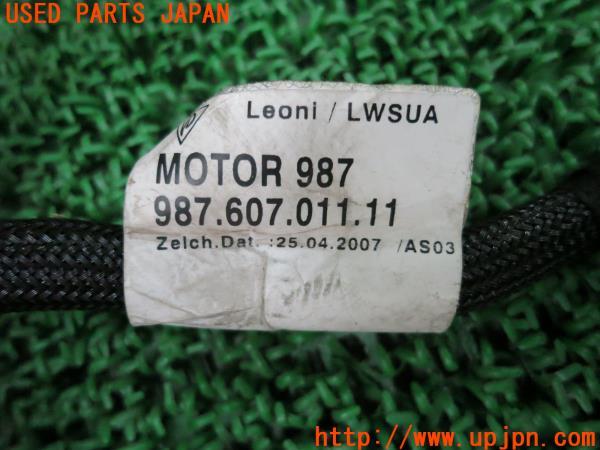 USED PARTS JAPAN
Leoni / LWSUA
MOTOR 987
987.607.011.11
Zeich.Dat. :25.04.2007 /AS03
UPJ
www.upjpn.com